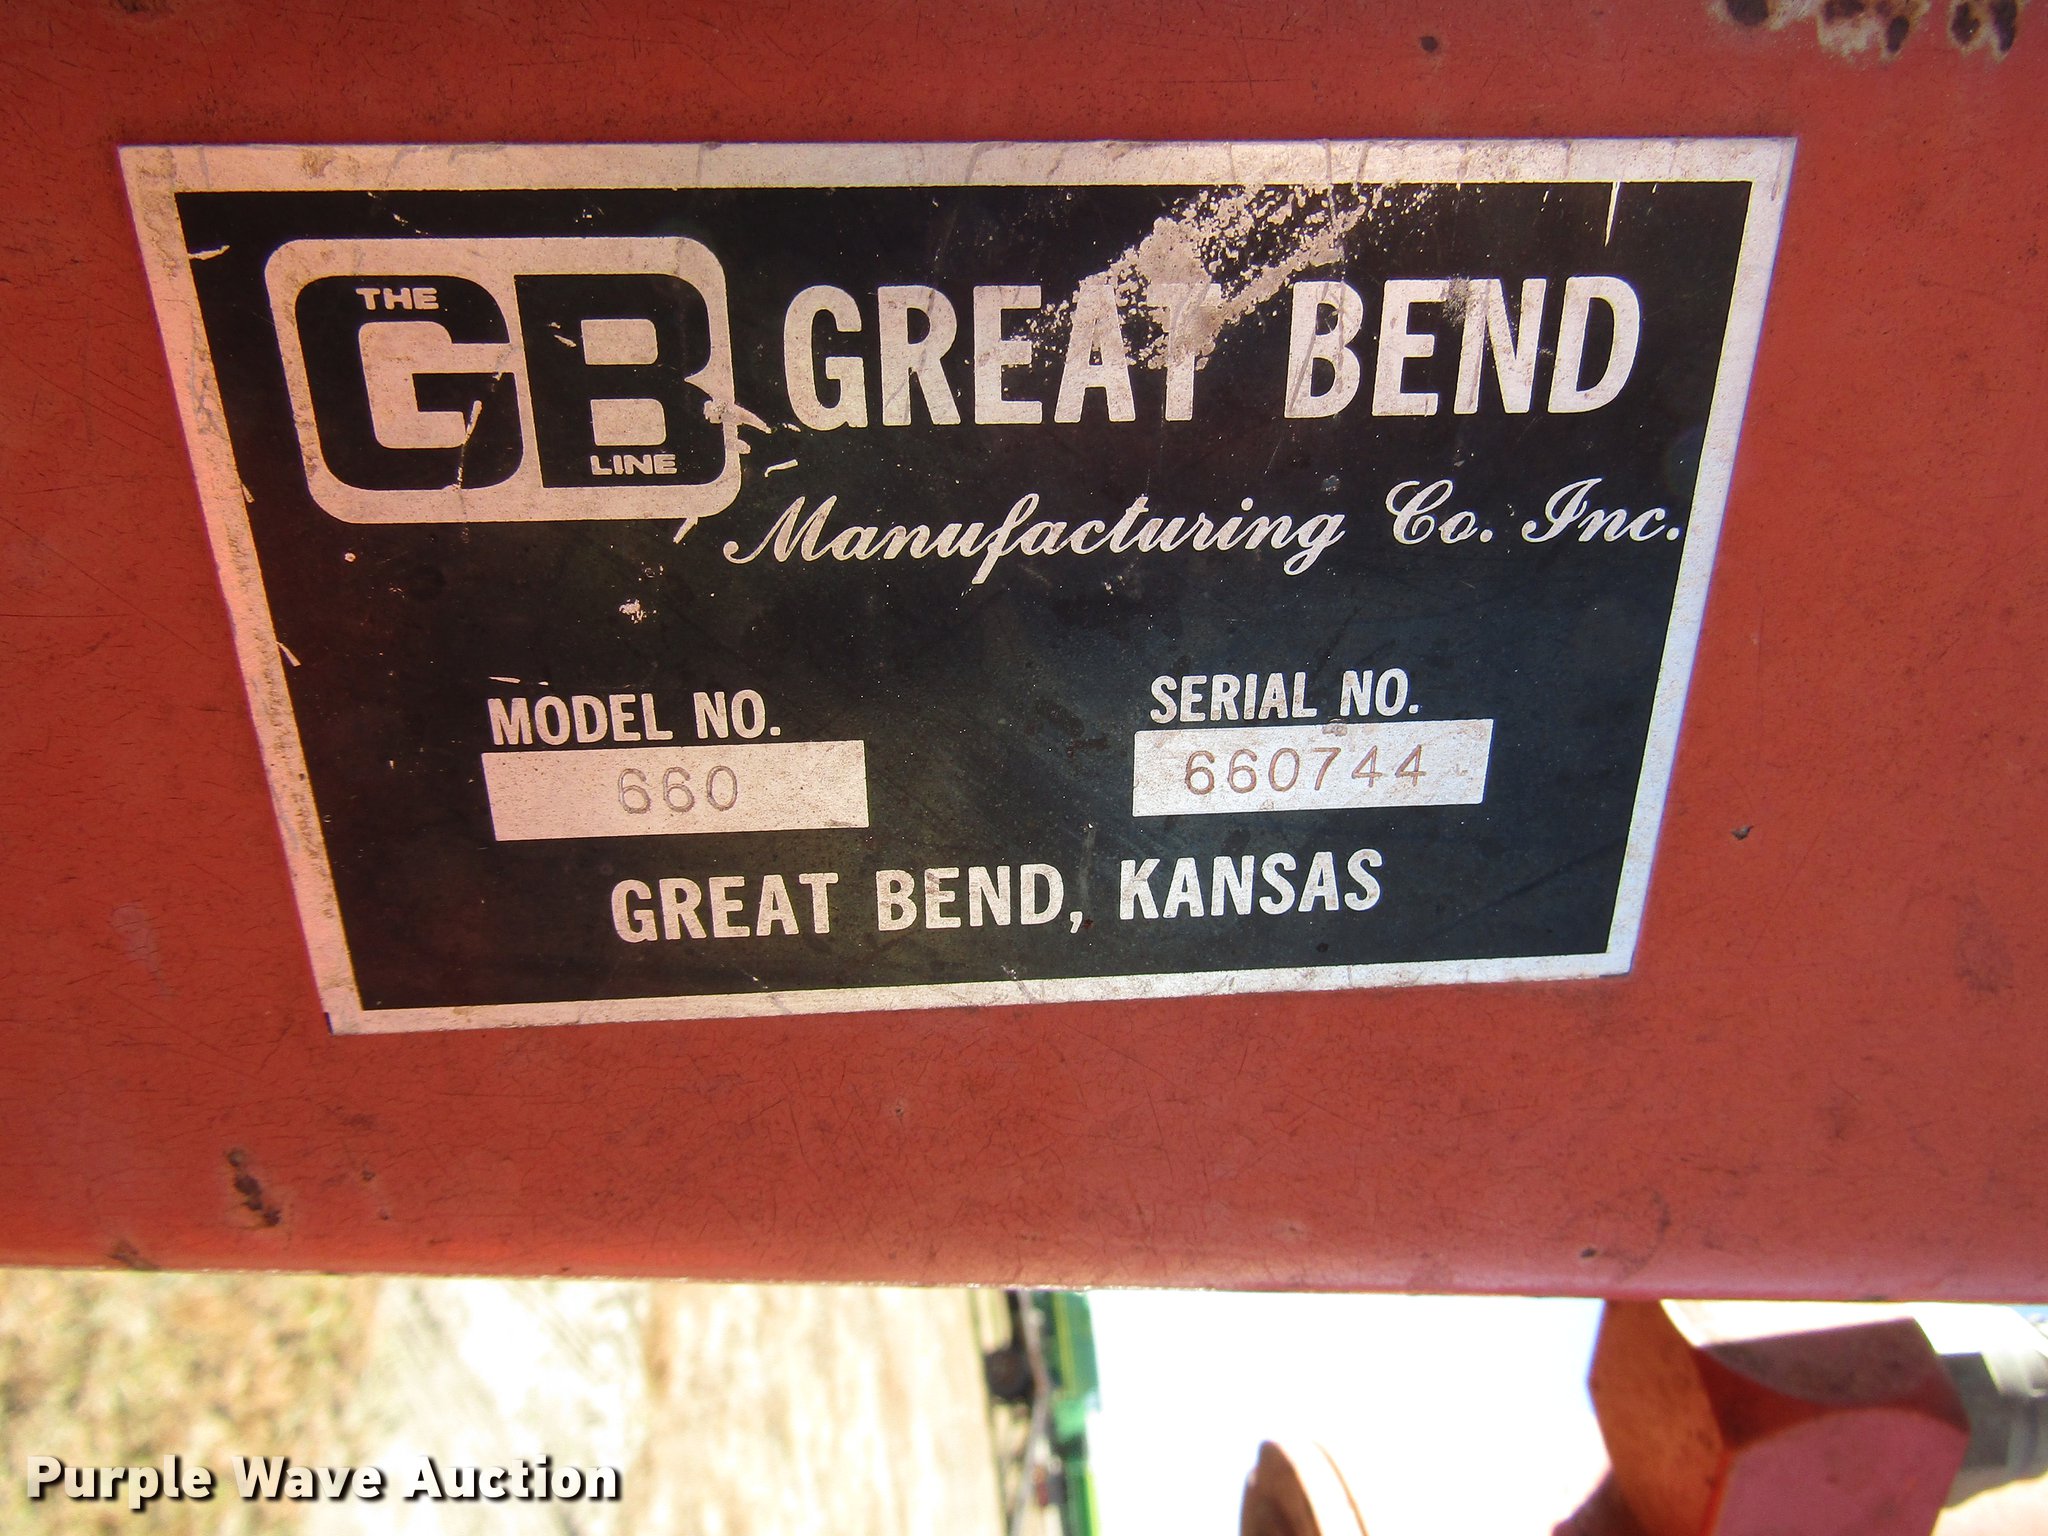 THE
GB
LINE
GREAT BEND
Manufacturing Co. Inc.
MODEL NO.
660
SERIAL NO.
660744
GREAT BEND, KANSAS
Purple Wave Auction